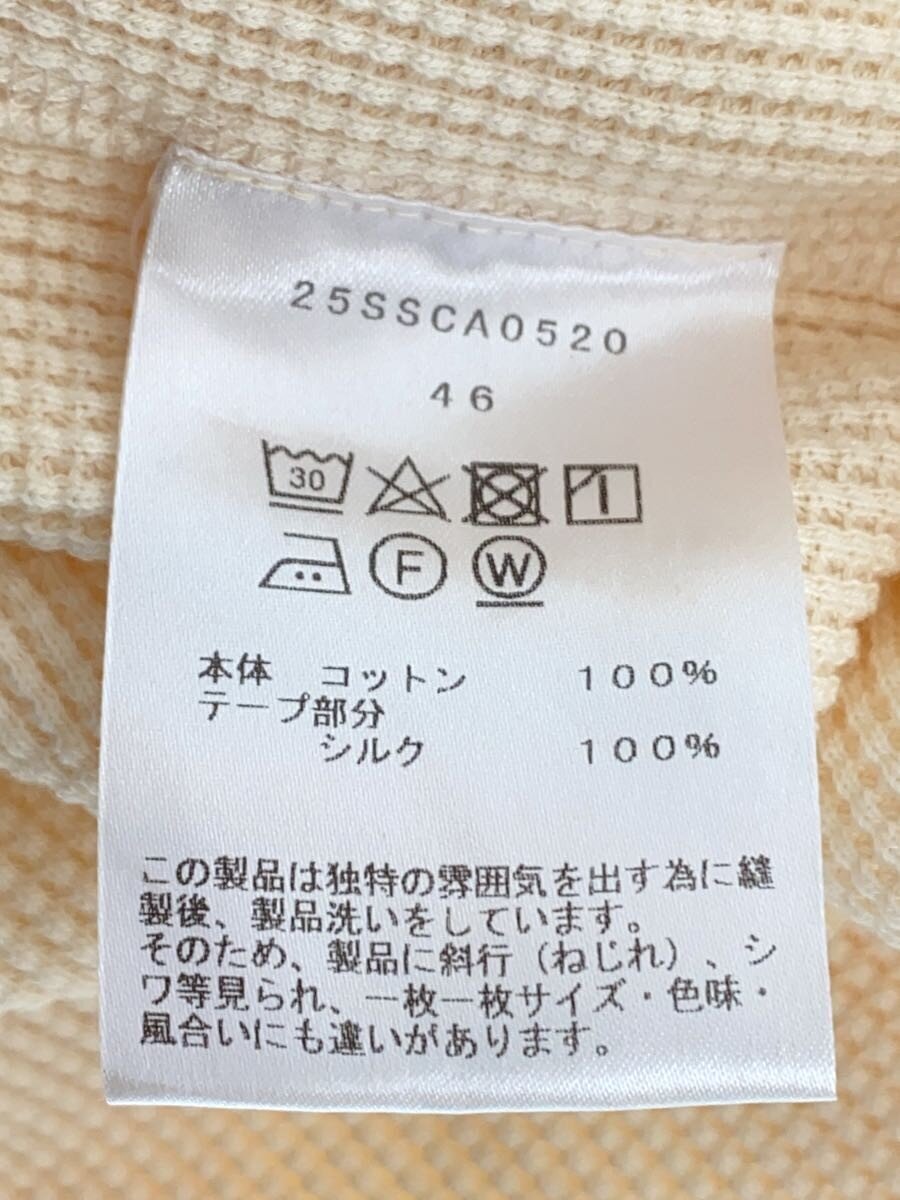 25SSCA0520
46
30
F W
本体 コットン 100%
テープ部分
シルク 100%
この製品は独特の雰囲気を出す為に縫
製後、製品洗いをしています。
そのため、製品に斜行（ねじれ）、シ
ワ等見られ、一枚一枚サイズ・色味・
風合いにも違いがあります。